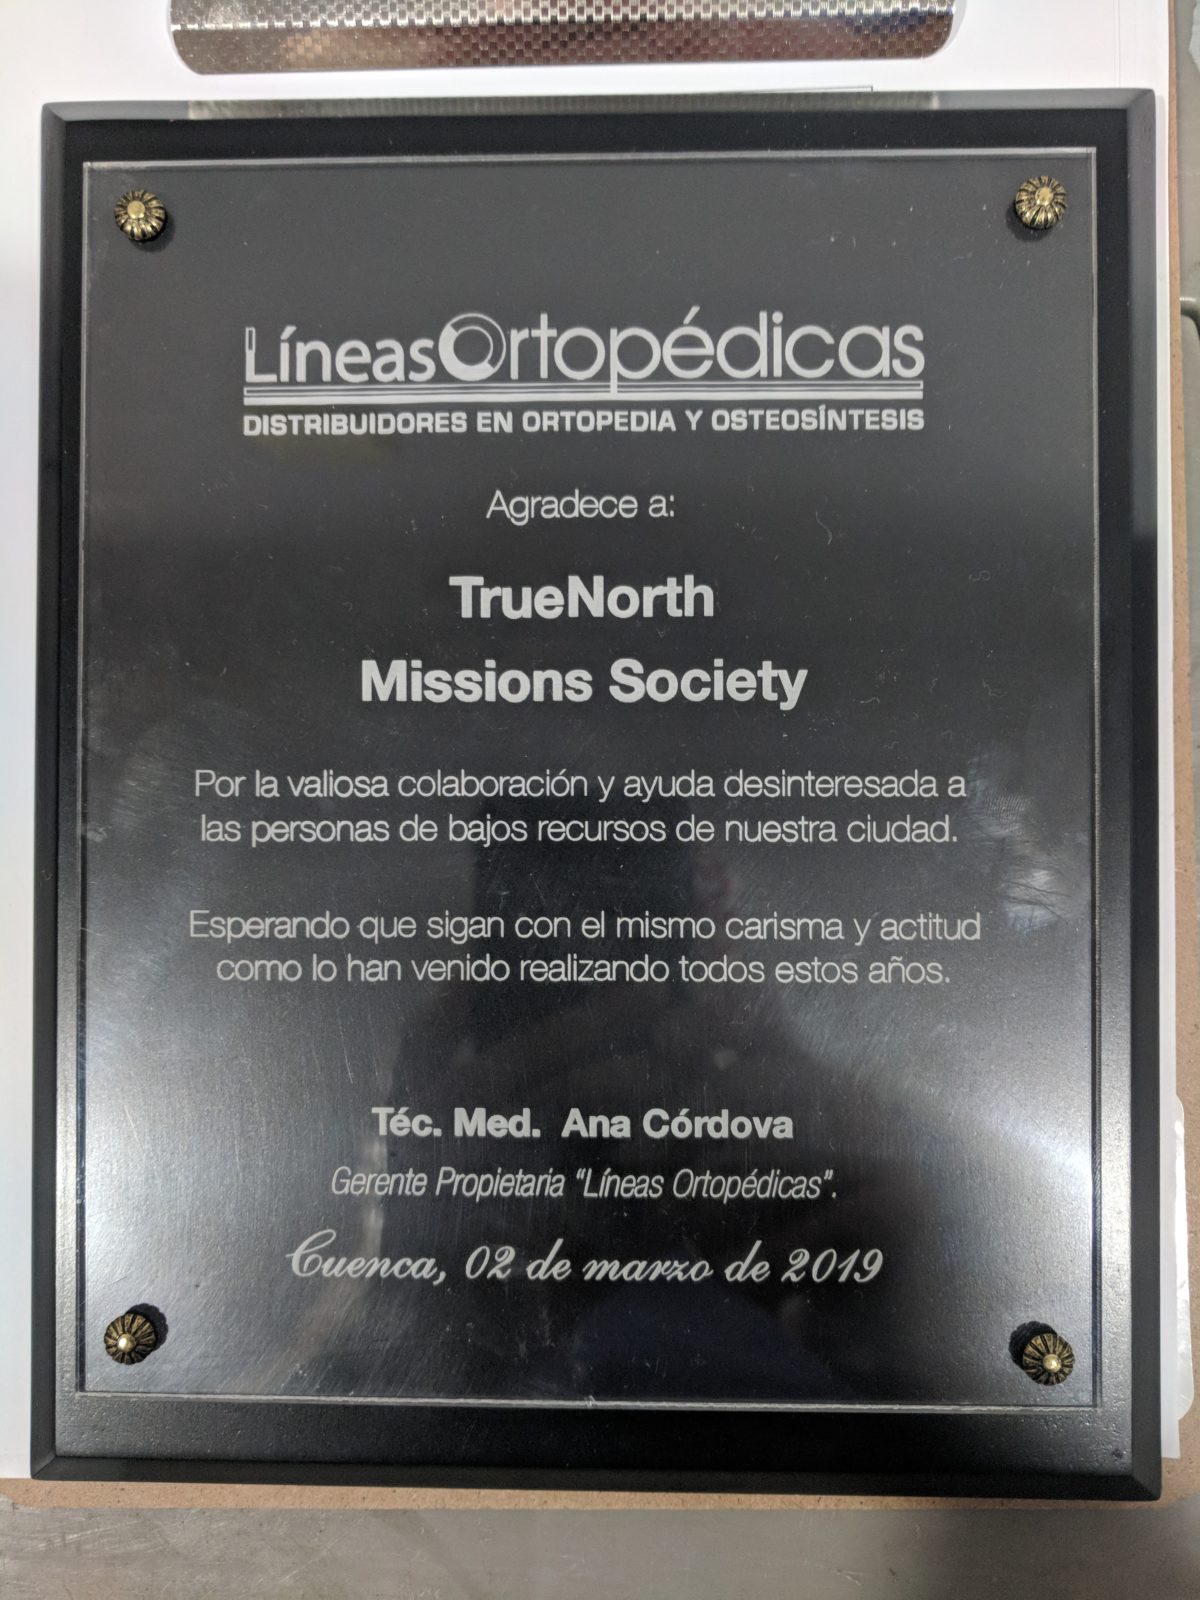 LíneasOrtopédicas
DISTRIBUIDORES EN ORTOPEDIA Y OSTEOSÍNTESIS
Agradece a:
TrueNorth
Missions Society
Por la valiosa colaboración y ayuda desinteresada a
las personas de bajos recursos de nuestra ciudad.
Esperando que sigan con el mismo carisma y actitud
como lo han venido realizando todos estos años.
Téc. Med. Ana Córdova
Gerente Propietaria “Líneas Ortopédicas”.
Cuenca, 02 de marzo de 2019